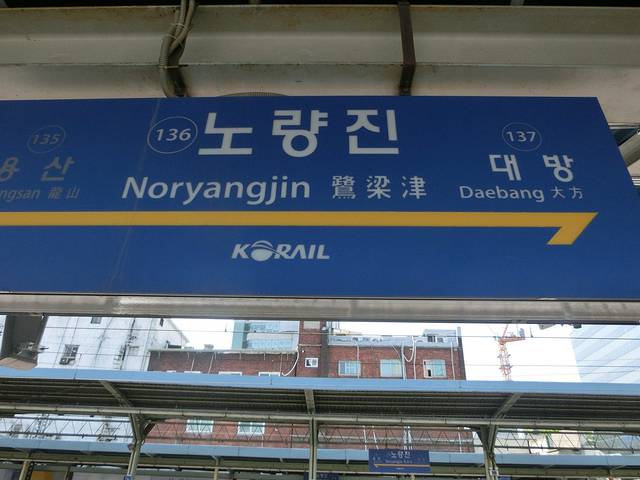 135
136 노량진
137
용산
대방
ngsan 龍山
Noryangjin 鷺梁津
Daebang 大方
KORAIL
노량진